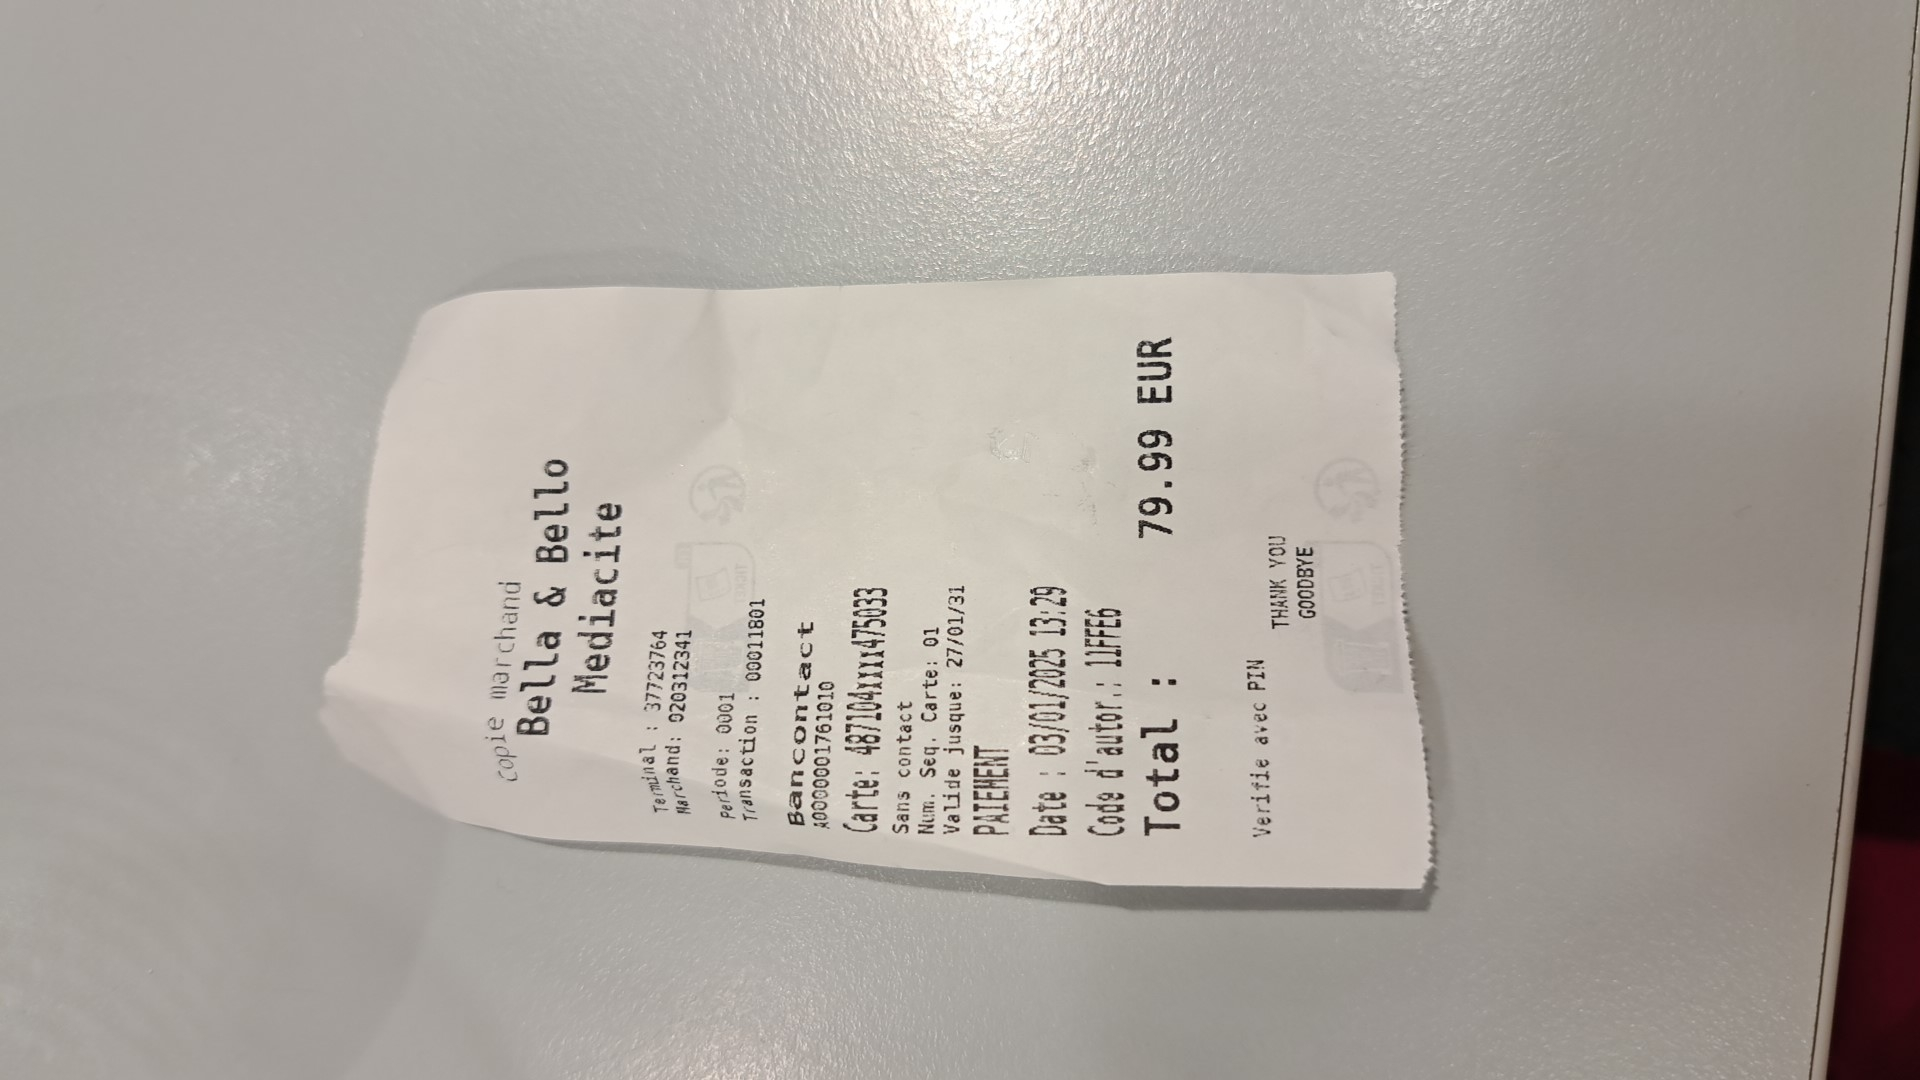 copie marchand
Bella & Bello
Mediacite
Terminal : 37723764
Marchand: 020312341
Periode: 0001
Transaction : 00011801
Bancontact
A0000001761010
Carte: 487104xxxx475033
Sans contact
Num. Seq. Carte: 01
Valide jusque: 27/01/31
PAIEMENT
Date : 03/01/2025 13:29
Code d'autor.: 11FFE6
Total : 79.99 EUR
Verifie avec PIN
THANK YOU
GOODBYE